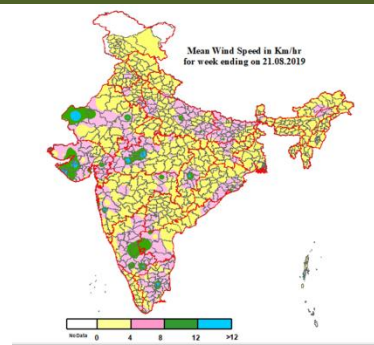 Mean Wind Speed in Km/hr
for week ending on 21.08.2019
No Data 0 4 8 12 >12